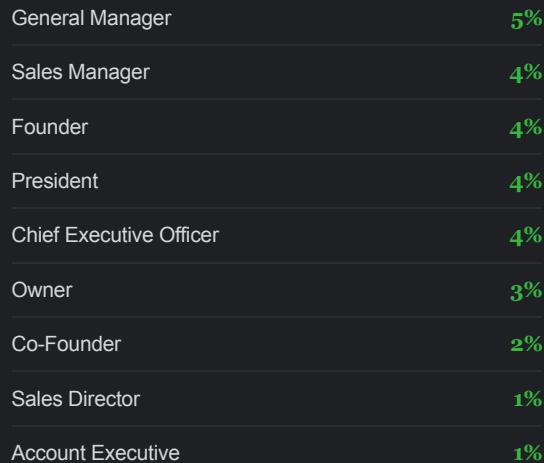 General Manager 5%
Sales Manager 4%
Founder 4%
President 4%
Chief Executive Officer 4%
Owner 3%
Co-Founder 2%
Sales Director 1%
Account Executive 1%